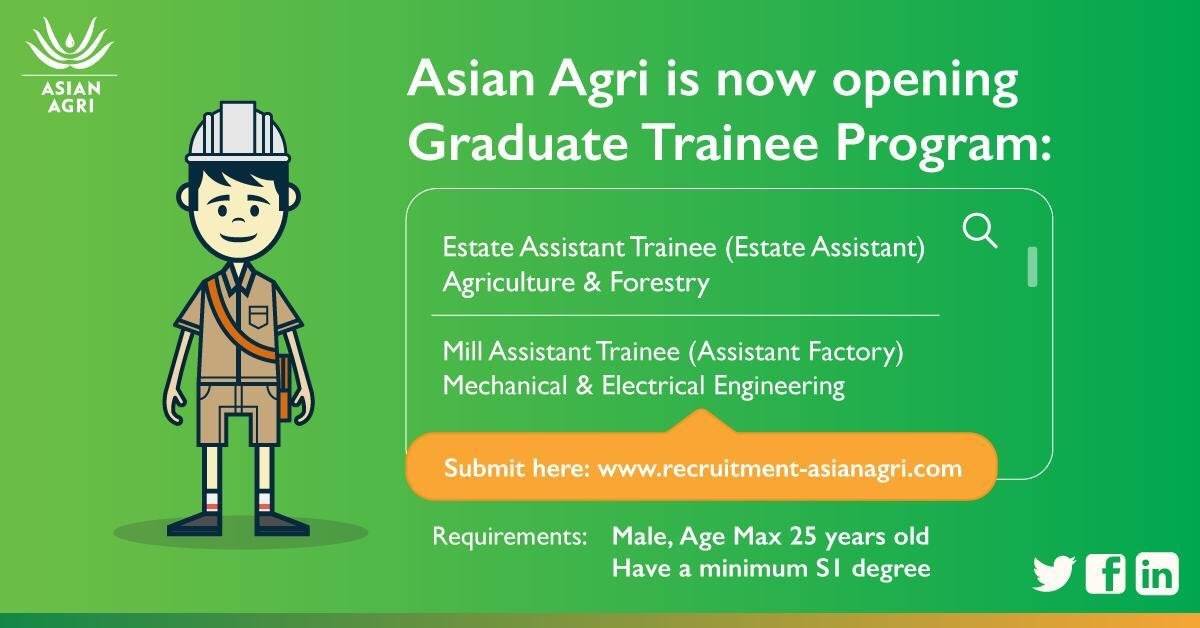 ASIAN
AGRI
Asian Agri is now opening
Graduate Trainee Program:
Estate Assistant Trainee (Estate Assistant)
Agriculture & Forestry
Mill Assistant Trainee (Assistant Factory)
Mechanical & Electrical Engineering
Submit here: www.recruitment-asianagri.com
Requirements: Male, Age Max 25 years old
Have a minimum S1 degree